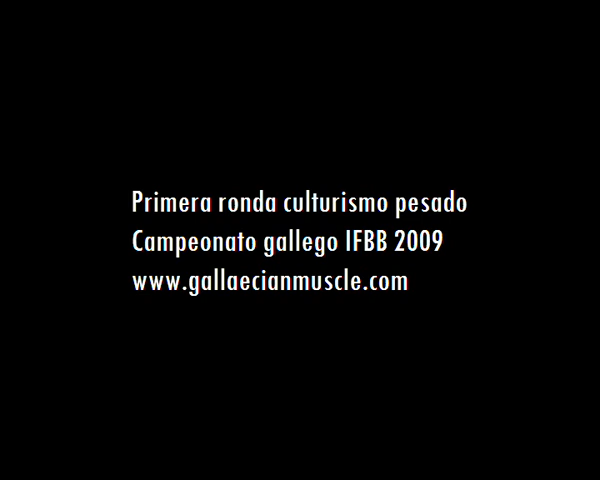 Primera ronda culturismo pesado
Campeonato gallego IFBB 2009
www.gallaecianmuscle.com